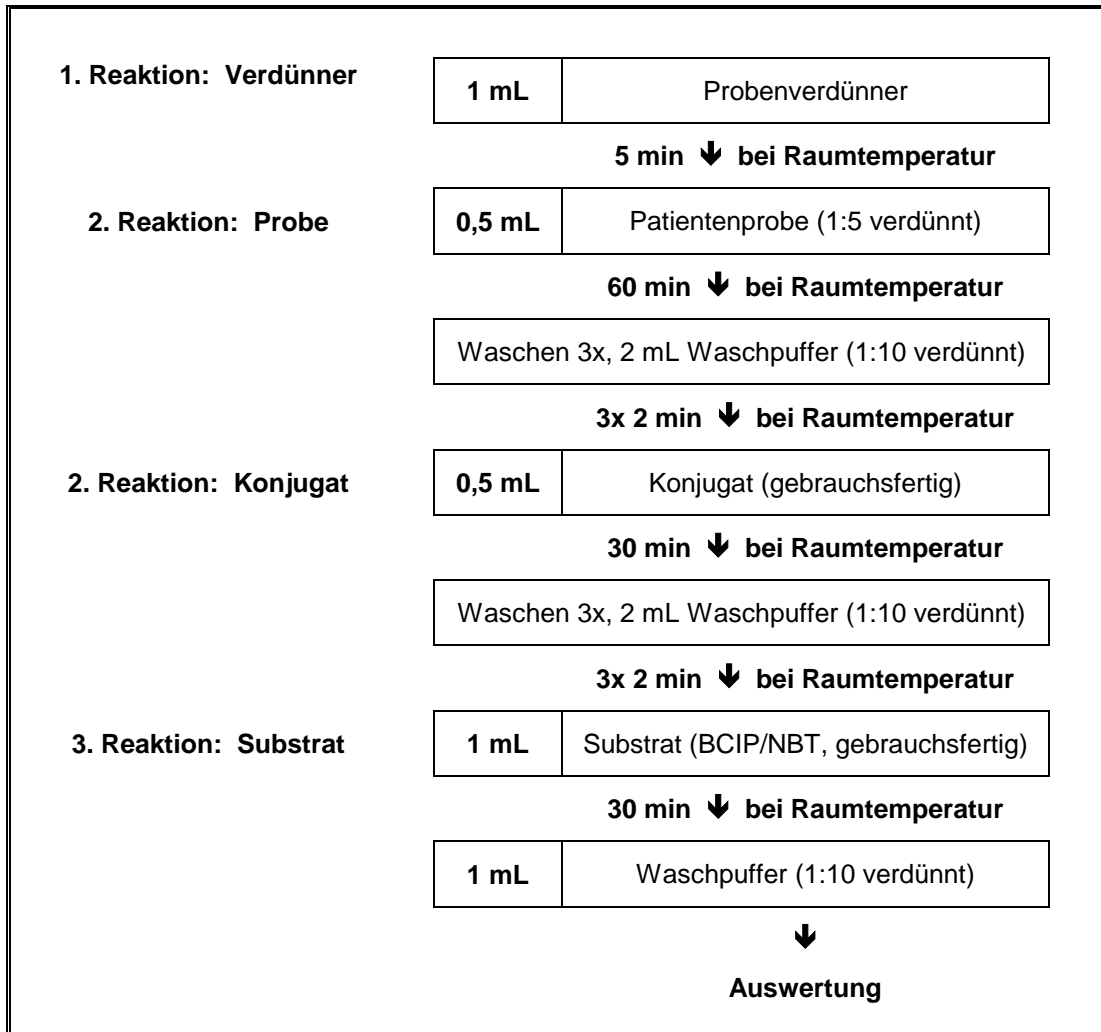 1. Reaktion: Verdünner
1 mL Probenverdünner
5 min 🡻 bei Raumtemperatur
2. Reaktion: Probe
0,5 mL Patientenprobe (1:5 verdünnt)
60 min 🡻 bei Raumtemperatur
Waschen 3x, 2 mL Waschpuffer (1:10 verdünnt)
3x 2 min 🡻 bei Raumtemperatur
2. Reaktion: Konjugat
0,5 mL Konjugat (gebrauchsfertig)
30 min 🡻 bei Raumtemperatur
Waschen 3x, 2 mL Waschpuffer (1:10 verdünnt)
3x 2 min 🡻 bei Raumtemperatur
3. Reaktion: Substrat
1 mL Substrat (BCIP/NBT, gebrauchsfertig)
30 min 🡻 bei Raumtemperatur
1 mL Waschpuffer (1:10 verdünnt)
🡻
Auswertung